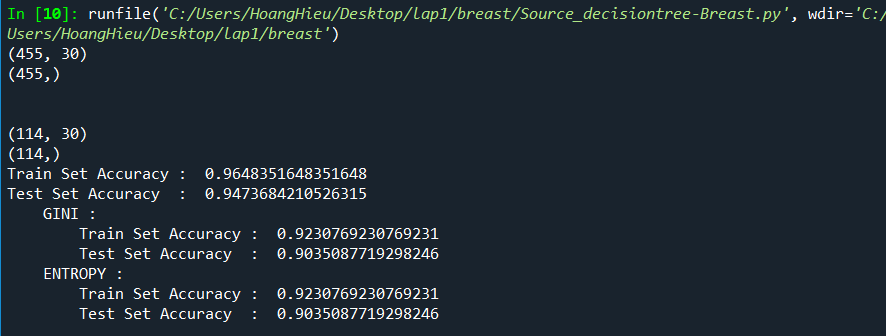 In [10]: runfile('C:/Users/HoangHieu/Desktop/lap1/breast/Source_decisiontree-Breast.py', wdir='C:/
Users/HoangHieu/Desktop/lap1/breast')
(455, 30)
(455,)
(114, 30)
(114,)
Train Set Accuracy :  0.9648351648351648
Test Set Accuracy  :  0.9473684210526315
    GINI :
        Train Set Accuracy :  0.9230769230769231
        Test Set Accuracy  :  0.9035087719298246
    ENTROPY :
        Train Set Accuracy :  0.9230769230769231
        Test Set Accuracy  :  0.9035087719298246